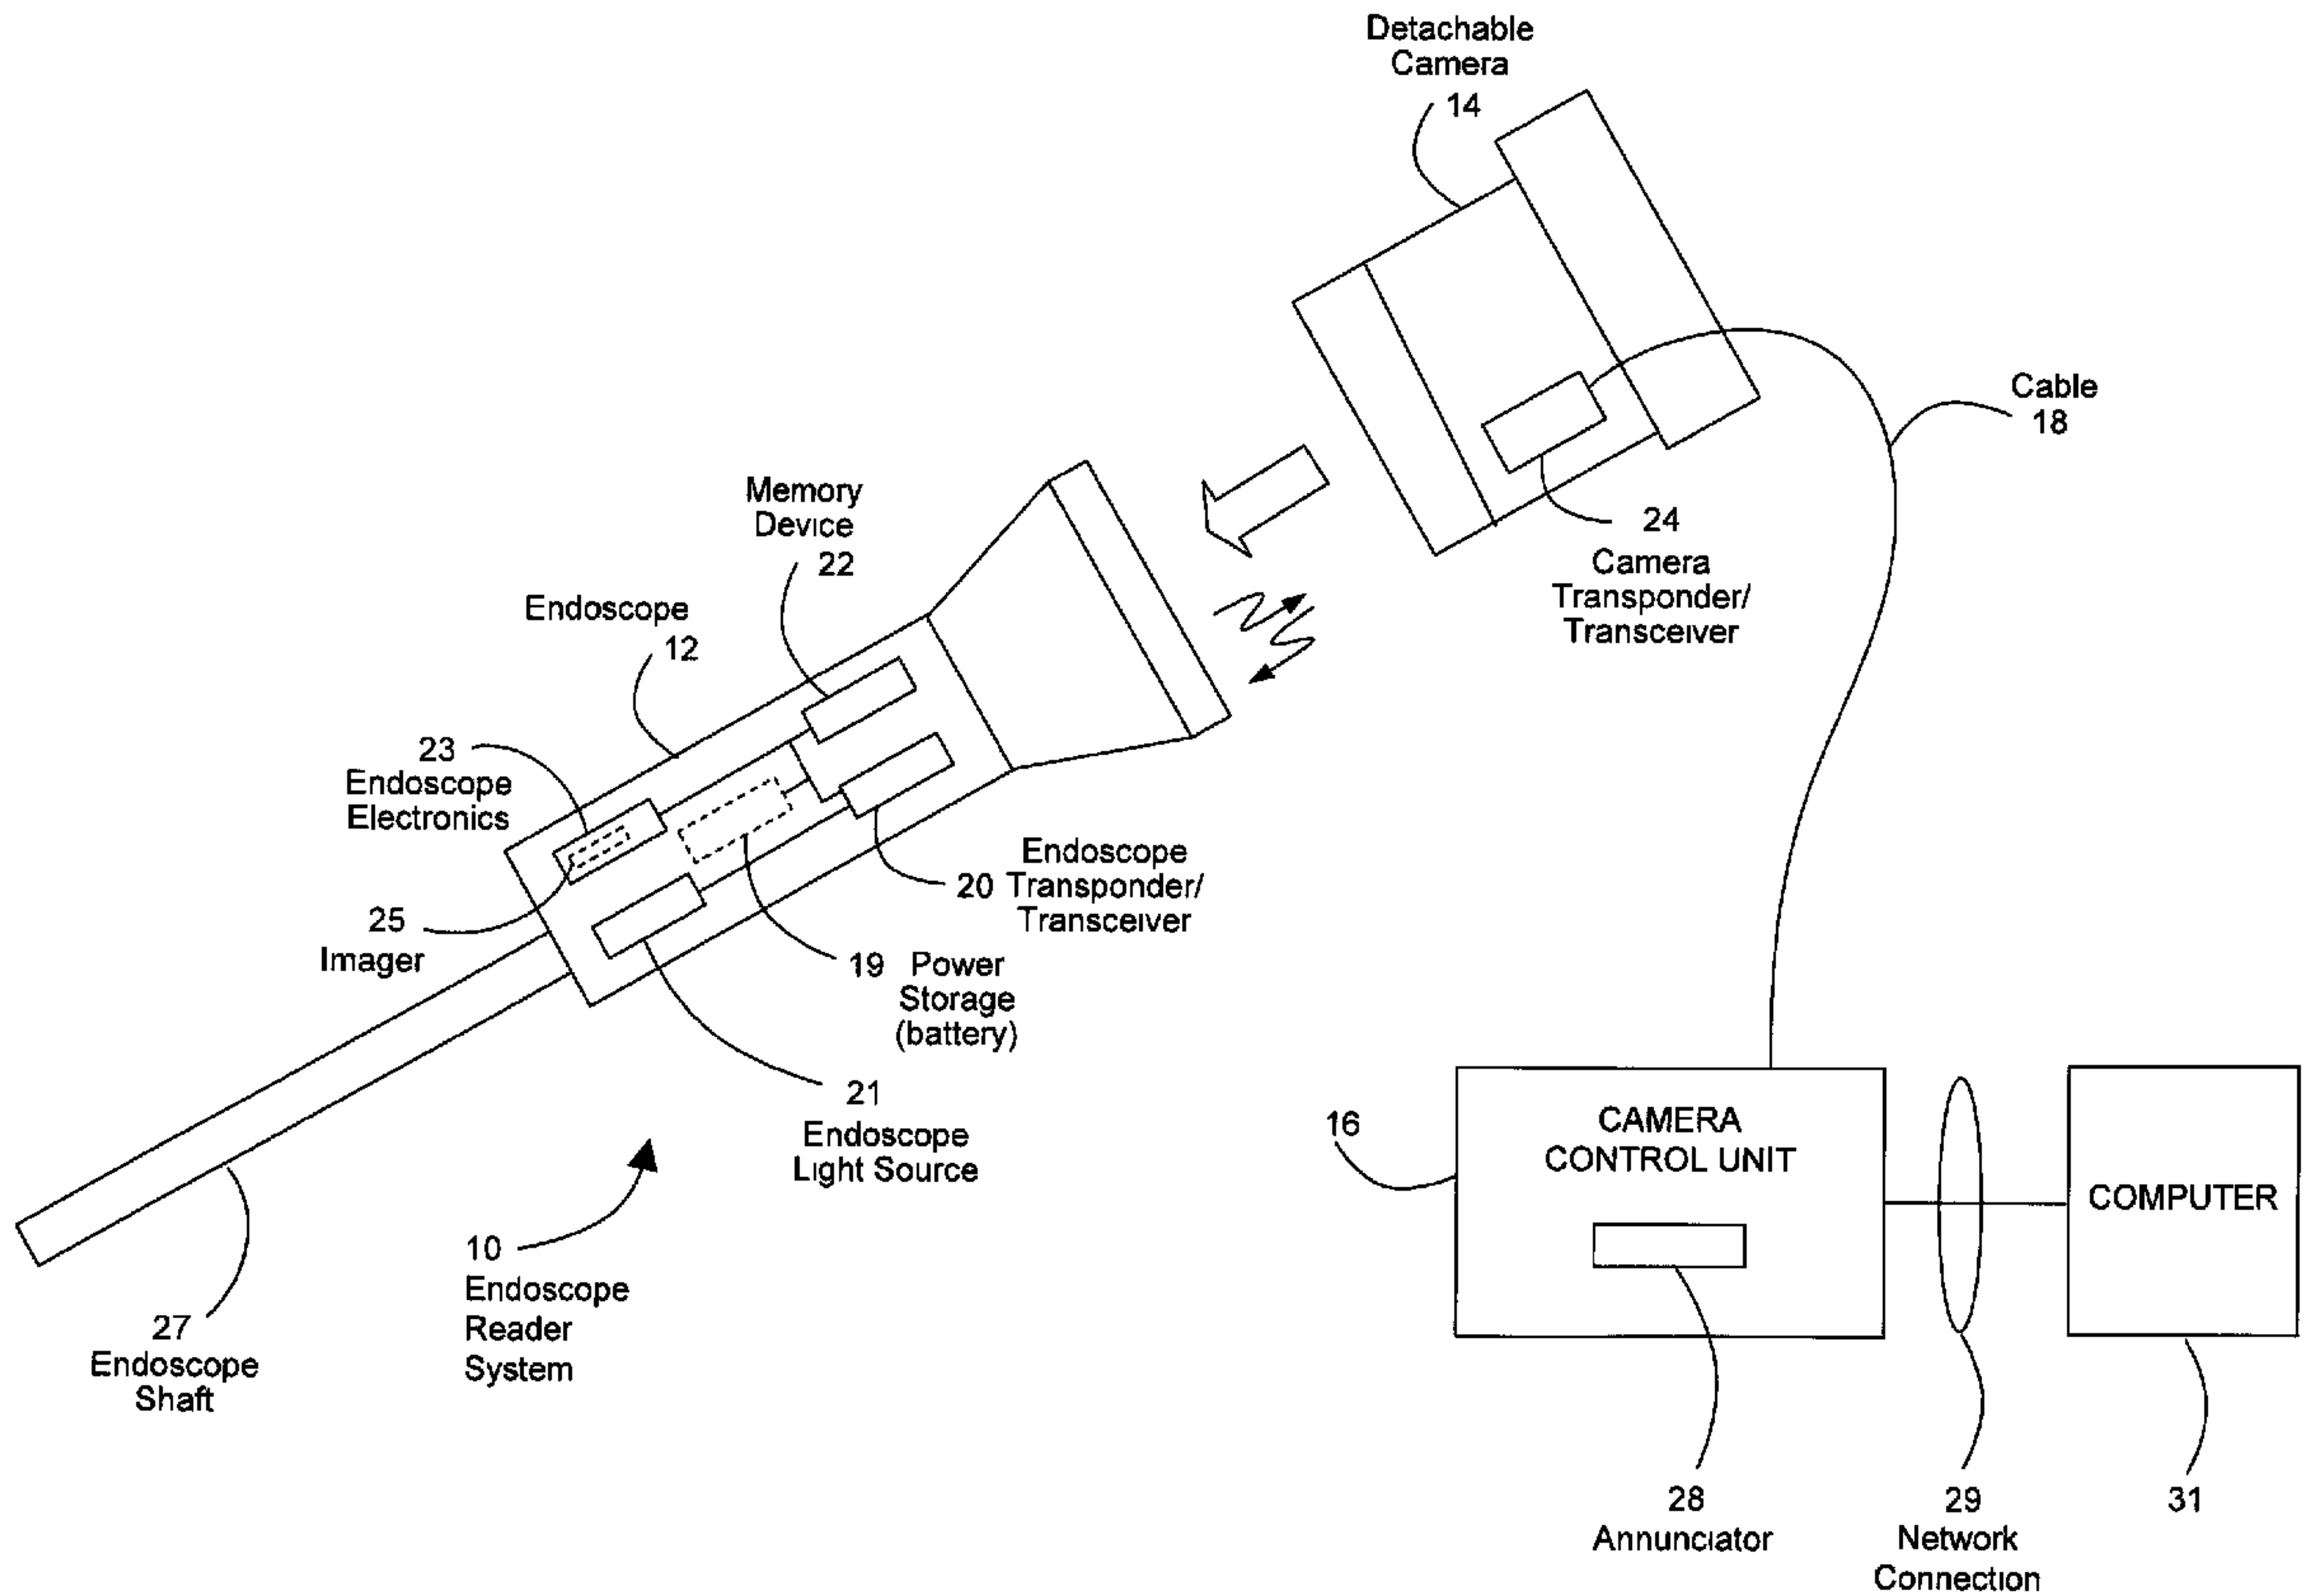 Detachable
Camera
14
Cable
18
Memory
Device
22
24
Camera
Transponder/
Transceiver
Endoscope
12
23
Endoscope
Electronics
Endoscope
20 Transponder/
Transceiver
25
Imager
19 Power
Storage
(battery)
21
Endoscope
Light Source
16
CAMERA
CONTROL UNIT
COMPUTER
10
Endoscope
Reader
System
27
Endoscope
Shaft
28
Annunciator
29
Network
Connection
31